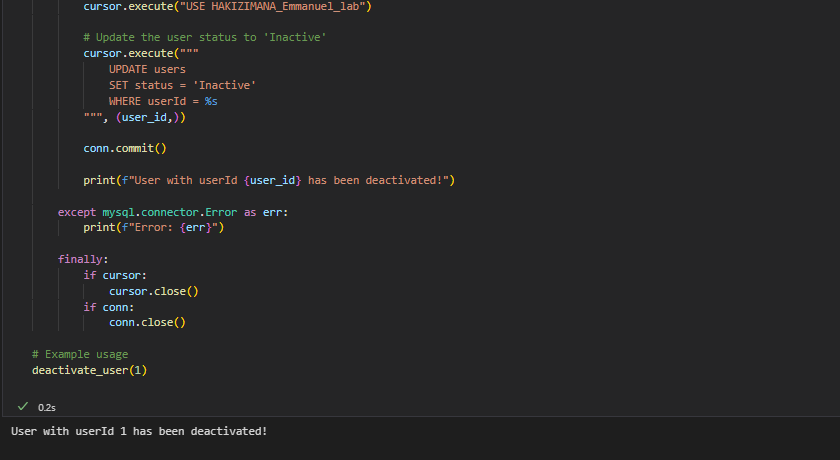 cursor.execute("USE HAKIZIMANA_Emmanuel_lab")
# Update the user status to 'Inactive'
cursor.execute("""
UPDATE users
SET status = 'Inactive'
WHERE userId = %s
""", (user_id,))
conn.commit()
print(f"User with userId {user_id} has been deactivated!")
except mysql.connector.Error as err:
print(f"Error: {err}")
finally:
if cursor:
cursor.close()
if conn:
conn.close()
# Example usage
deactivate_user(1)
0.2s
User with userId 1 has been deactivated!